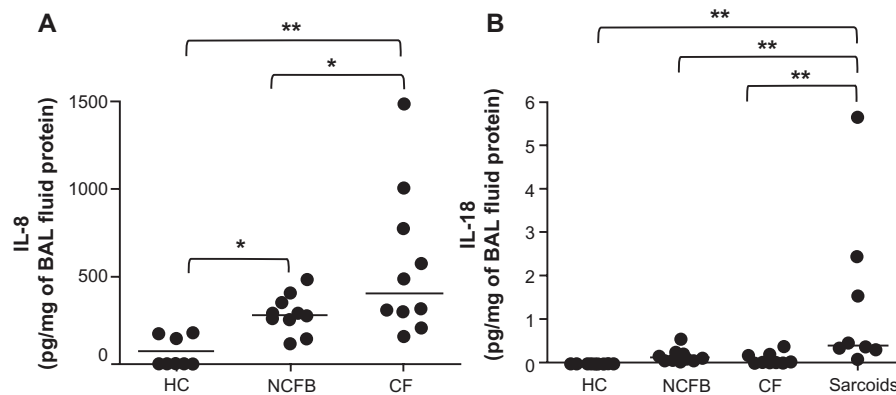 A
IL-8
(pg/mg of BAL fluid protein)
**
*
*
1500
1000
500
0
HC
NCFB
CF
B
IL-18
(pg/mg of BAL fluid protein)
**
**
**
6
5
4
3
2
1
0
HC
NCFB
CF
Sarcoids